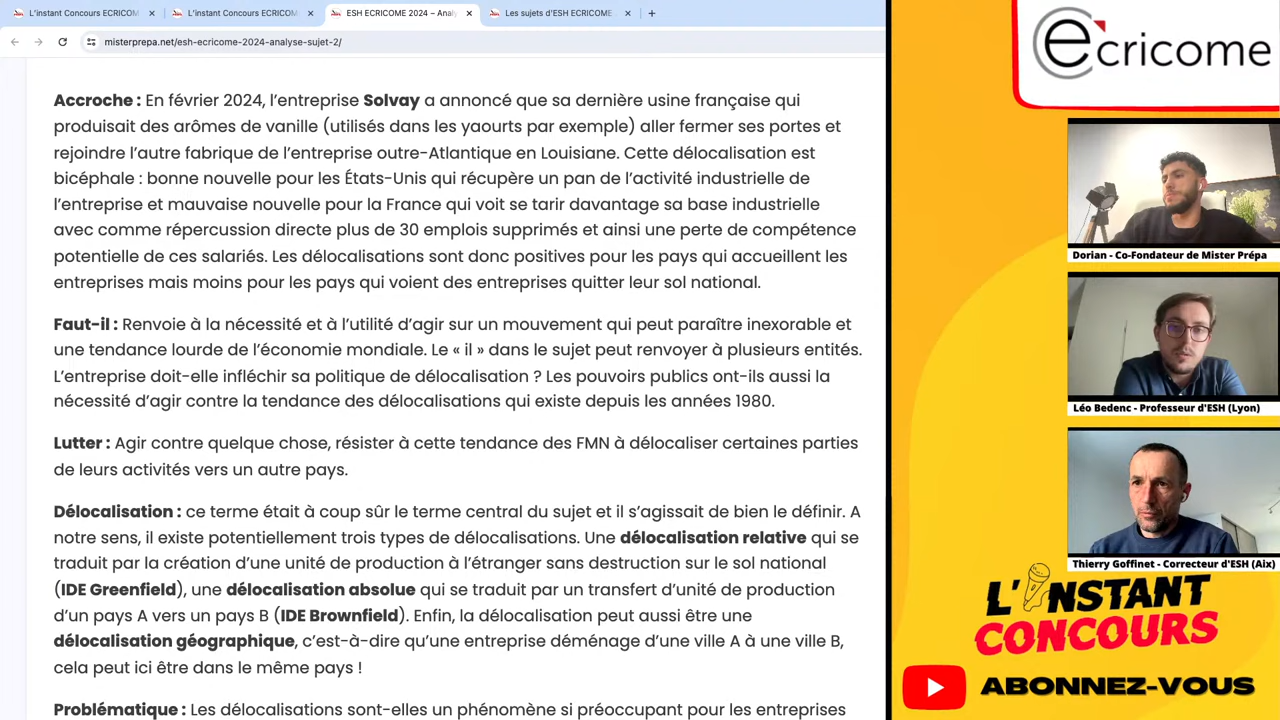 L'instant Concours ECRICOM
L'instant Concours ECRICOM
ESH ECRICOME 2024 – Analy
Les sujets d'ESH ECRICOME
misterprepa.net/esh-ecricome-2024-analyse-sujet-2/
Accroche : En février 2024, l'entreprise Solvay a annoncé que sa dernière usine française qui
produisait des arômes de vanille (utilisés dans les yaourts par exemple) aller fermer ses portes et
rejoindre l'autre fabrique de l'entreprise outre-Atlantique en Louisiane. Cette délocalisation est
bicéphale : bonne nouvelle pour les États-Unis qui récupère un pan de l'activité industrielle de
l'entreprise et mauvaise nouvelle pour la France qui voit se tarir davantage sa base industrielle
avec comme répercussion directe plus de 30 emplois supprimés et ainsi une perte de compétence
potentielle de ces salariés. Les délocalisations sont donc positives pour les pays qui accueillent les
entreprises mais moins pour les pays qui voient des entreprises quitter leur sol national.
Faut-il : Renvoie à la nécessité et à l'utilité d'agir sur un mouvement qui peut paraître inexorable et
une tendance lourde de l'économie mondiale. Le « il » dans le sujet peut renvoyer à plusieurs entités.
L'entreprise doit-elle infléchir sa politique de délocalisation ? Les pouvoirs publics ont-ils aussi la
nécessité d'agir contre la tendance des délocalisations qui existe depuis les années 1980.
Lutter : Agir contre quelque chose, résister à cette tendance des FMN à délocaliser certaines parties
de leurs activités vers un autre pays.
Délocalisation : ce terme était à coup sûr le terme central du sujet et il s'agissait de bien le définir. A
notre sens, il existe potentiellement trois types de délocalisations. Une délocalisation relative qui se
traduit par la création d'une unité de production à l'étranger sans destruction sur le sol national
(IDE Greenfield), une délocalisation absolue qui se traduit par un transfert d'unité de production
d'un pays A vers un pays B (IDE Brownfield). Enfin, la délocalisation peut aussi être une
délocalisation géographique, c'est-à-dire qu'une entreprise déménage d'une ville A à une ville B,
cela peut ici être dans le même pays !
Problématique : Les délocalisations sont-elles un phénomène si préoccupant pour les entreprises
ecricome
Dorian - Co-Fondateur de Mister Prépa
Léo Bedenc - Professeur d'ESH (Lyon)
Thierry Goffinet - Correcteur d'ESH (Aix)
L'INSTANT
CONCOURS
ABONNEZ-VOUS